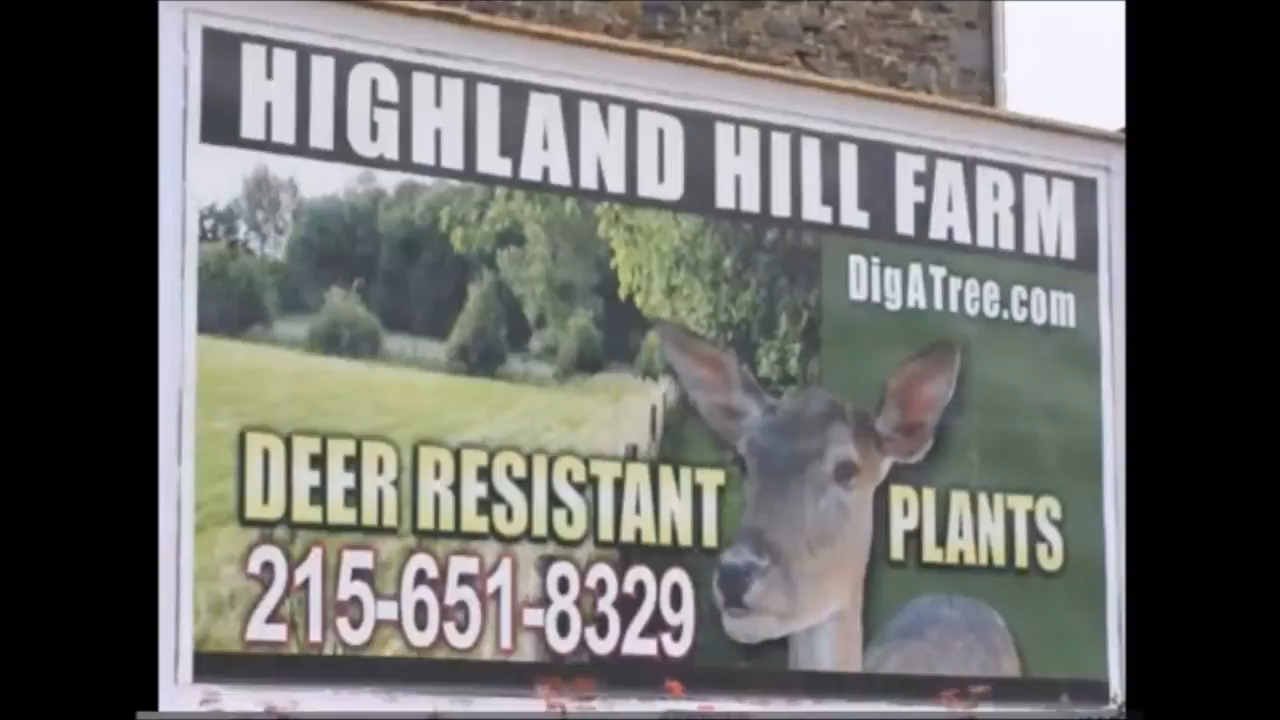 HIGHLAND HILL FARM
DigATree.com
DEER RESISTANT PLANTS
215-651-8329